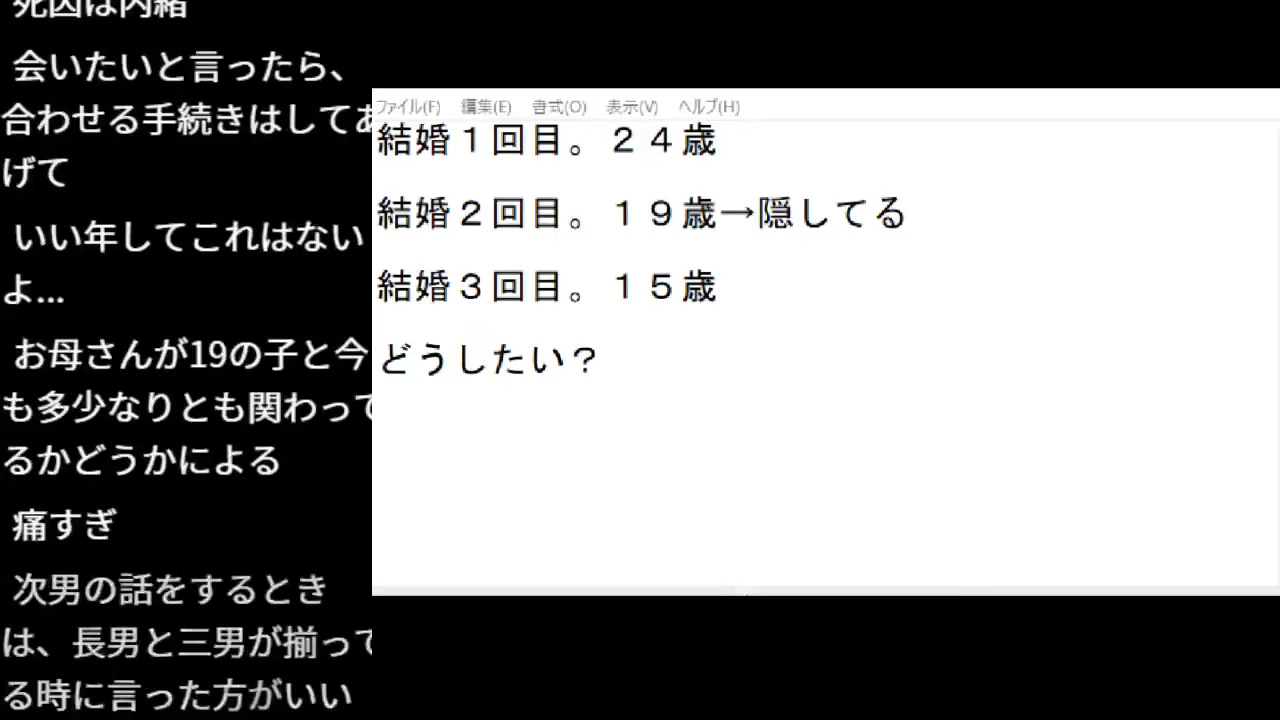 死因は内緒
会いたいと言ったら、
合わせる手続きはしてあ
げて
いい年してこれはない
よ...
お母さんが19の子と今
も多少なりとも関わって
るかどうかによる
痛すぎ
次男の話をするとき
は、長男と三男が揃って
る時に言った方がいい
ファイル(F) 編集(E) 書式(O) 表示(V) ヘルプ(H)
結婚１回目。２４歳
結婚２回目。１９歳→隠してる
結婚３回目。１５歳
どうしたい？